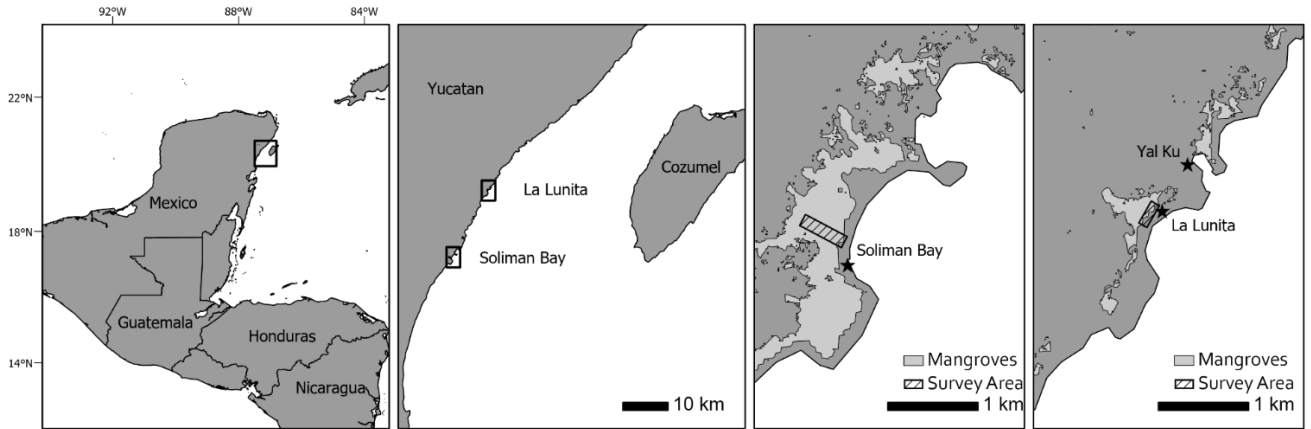 92°W
88°W
84°W
22°N
18°N
14°N
Mexico
Guatemala
Honduras
Nicaragua
Yucatan
Cozumel
La Lunita
Soliman Bay
10 km
Soliman Bay
Mangroves
Survey Area
1 km
Yal Ku
La Lunita
Mangroves
Survey Area
1 km